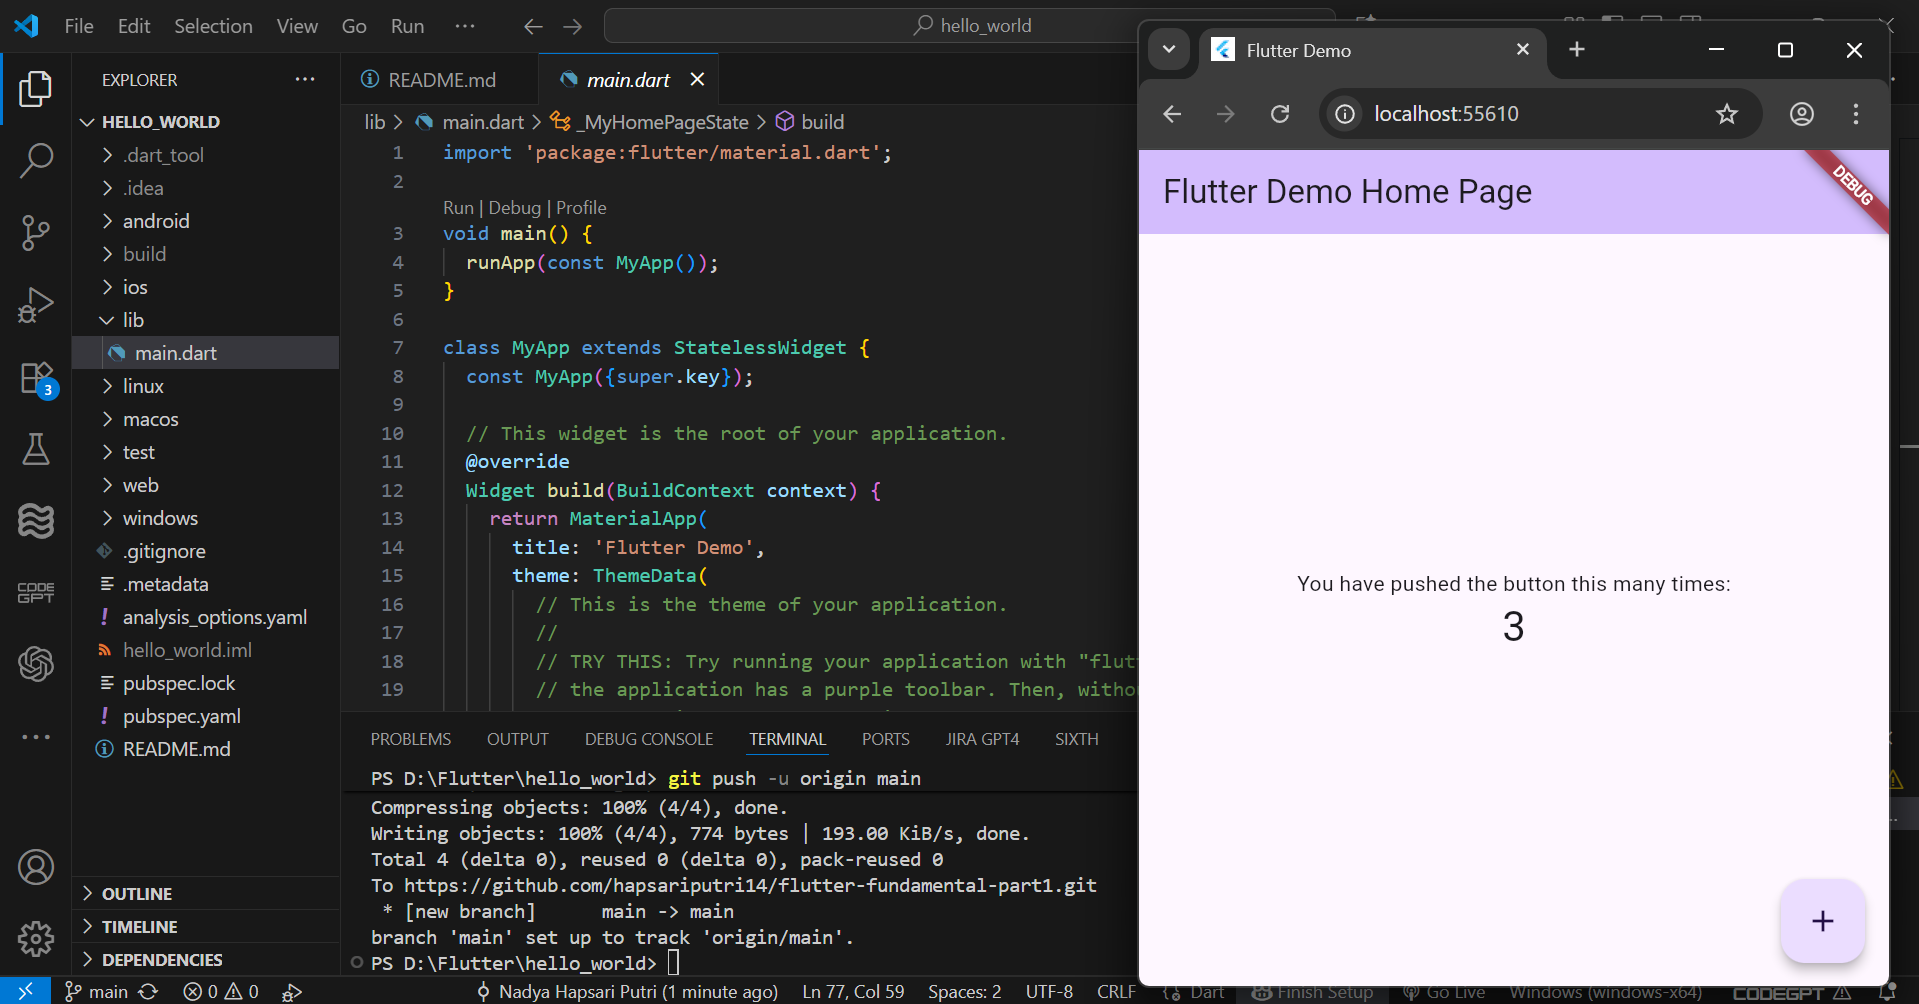 File Edit Selection View Go Run ... hello_world
EXPLORER ...
HELLO_WORLD
.dart_tool
.idea
android
build
ios
lib
main.dart
linux
macos
test
web
windows
.gitignore
.metadata
analysis_options.yaml
hello_world.iml
pubspec.lock
pubspec.yaml
README.md
OUTLINE
TIMELINE
DEPENDENCIES
3
CODE
GPT
README.md main.dart
lib > main.dart > _MyHomePageState > build
1 import 'package:flutter/material.dart';
2
Run | Debug | Profile
3 void main() {
4 runApp(const MyApp());
5 }
6
7 class MyApp extends StatelessWidget {
8 const MyApp({super.key});
9
10 // This widget is the root of your application.
11 @override
12 Widget build(BuildContext context) {
13 return MaterialApp(
14 title: 'Flutter Demo',
15 theme: ThemeData(
16 // This is the theme of your application.
17 //
18 // TRY THIS: Try running your application with "flut
19 // the application has a purple toolbar. Then, witho
PROBLEMS OUTPUT DEBUG CONSOLE TERMINAL PORTS JIRA GPT4 SIXTH
PS D:\Flutter\hello_world> git push -u origin main
Compressing objects: 100% (4/4), done.
Writing objects: 100% (4/4), 774 bytes | 193.00 KiB/s, done.
Total 4 (delta 0), reused 0 (delta 0), pack-reused 0
To https://github.com/hapsariputri14/flutter-fundamental-part1.git
* [new branch] main -> main
branch 'main' set up to track 'origin/main'.
PS D:\Flutter\hello_world>
main 0 0 Nadya Hapsari Putri (1 minute ago) Ln 77, Col 59 Spaces: 2 UTF-8 CRLF Dart Finish Setup Go Live Windows (windows-x64) CODEGPT
Flutter Demo
localhost:55610
Flutter Demo Home Page
DEBUG
You have pushed the button this many times:
3
+